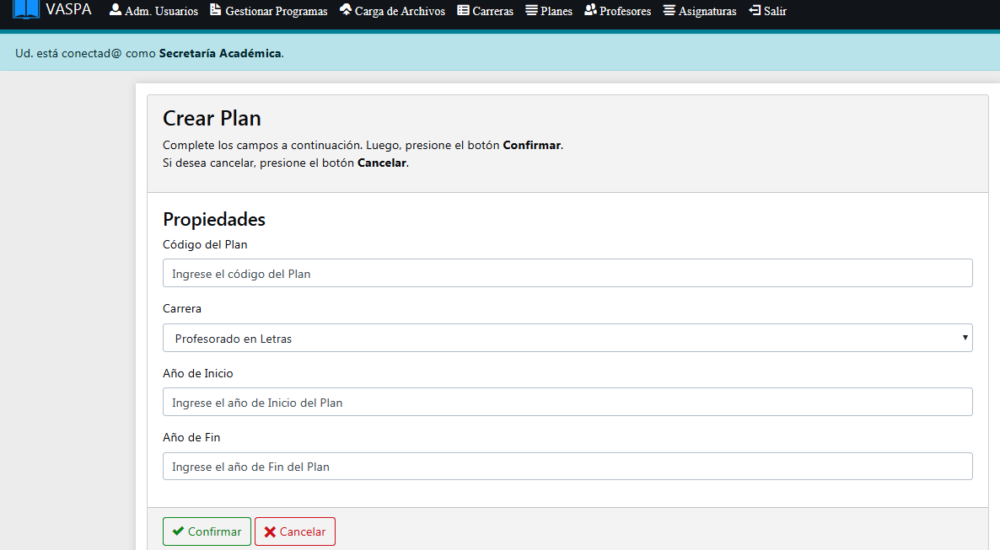 VASPA Adm. Usuarios Gestionar Programas Carga de Archivos Carreras Planes Profesores Asignaturas Salir
Ud. está conectad@ como Secretaría Académica.
Crear Plan
Complete los campos a continuación. Luego, presione el botón Confirmar.
Si desea cancelar, presione el botón Cancelar.
Propiedades
Código del Plan
Ingrese el código del Plan
Carrera
Profesorado en Letras
Año de Inicio
Ingrese el año de Inicio del Plan
Año de Fin
Ingrese el año de Fin del Plan
Confirmar Cancelar